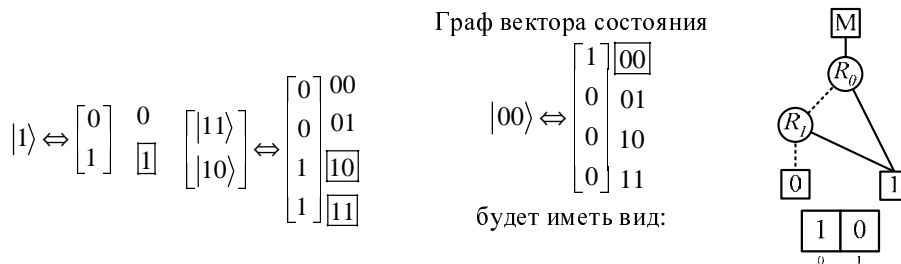 |1⟩ ⇔ [0 1] 0 1 [|11⟩ |10⟩] ⇔ [0 0 1 1] 00 01 10 11
Граф вектора состояния
|00⟩ ⇔ [1 0 0 0] 00 01 10 11
будет иметь вид:
M
R₀
R₁
0 1
1 0
0 1